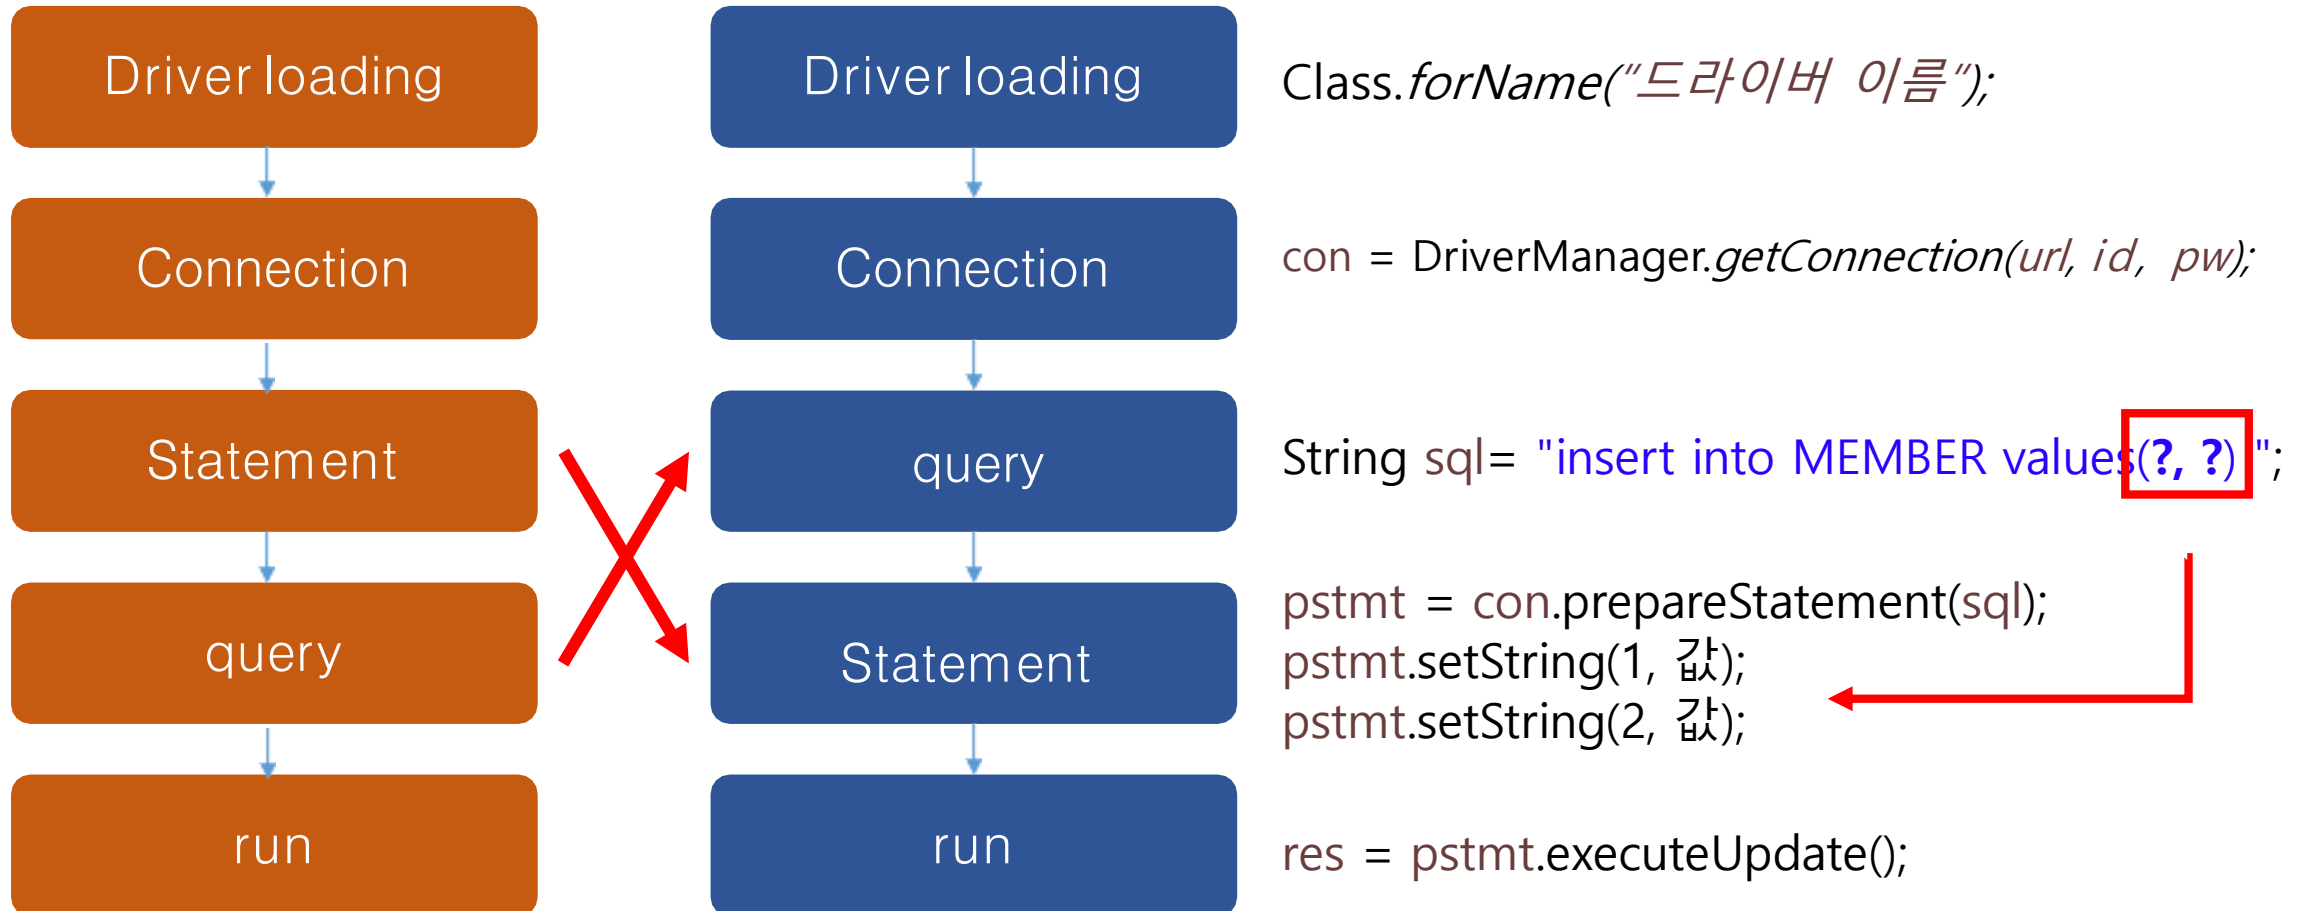 Driver loading
Connection
Statement
query
run
Driver loading
Connection
query
Statement
run
Class.forName("드라이버 이름");
con = DriverManager.getConnection(url, id, pw);
String sql= "insert into MEMBER values(?, ?) ";
pstmt = con.prepareStatement(sql);
pstmt.setString(1, 값);
pstmt.setString(2, 값);
res = pstmt.executeUpdate();